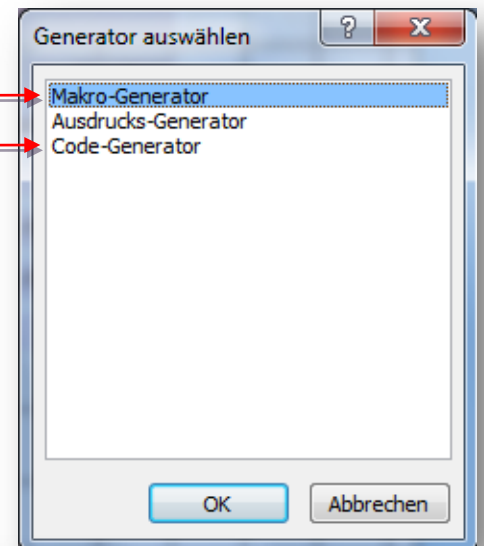 Generator auswählen
Makro-Generator
Ausdrucks-Generator
Code-Generator
OK Abbrechen